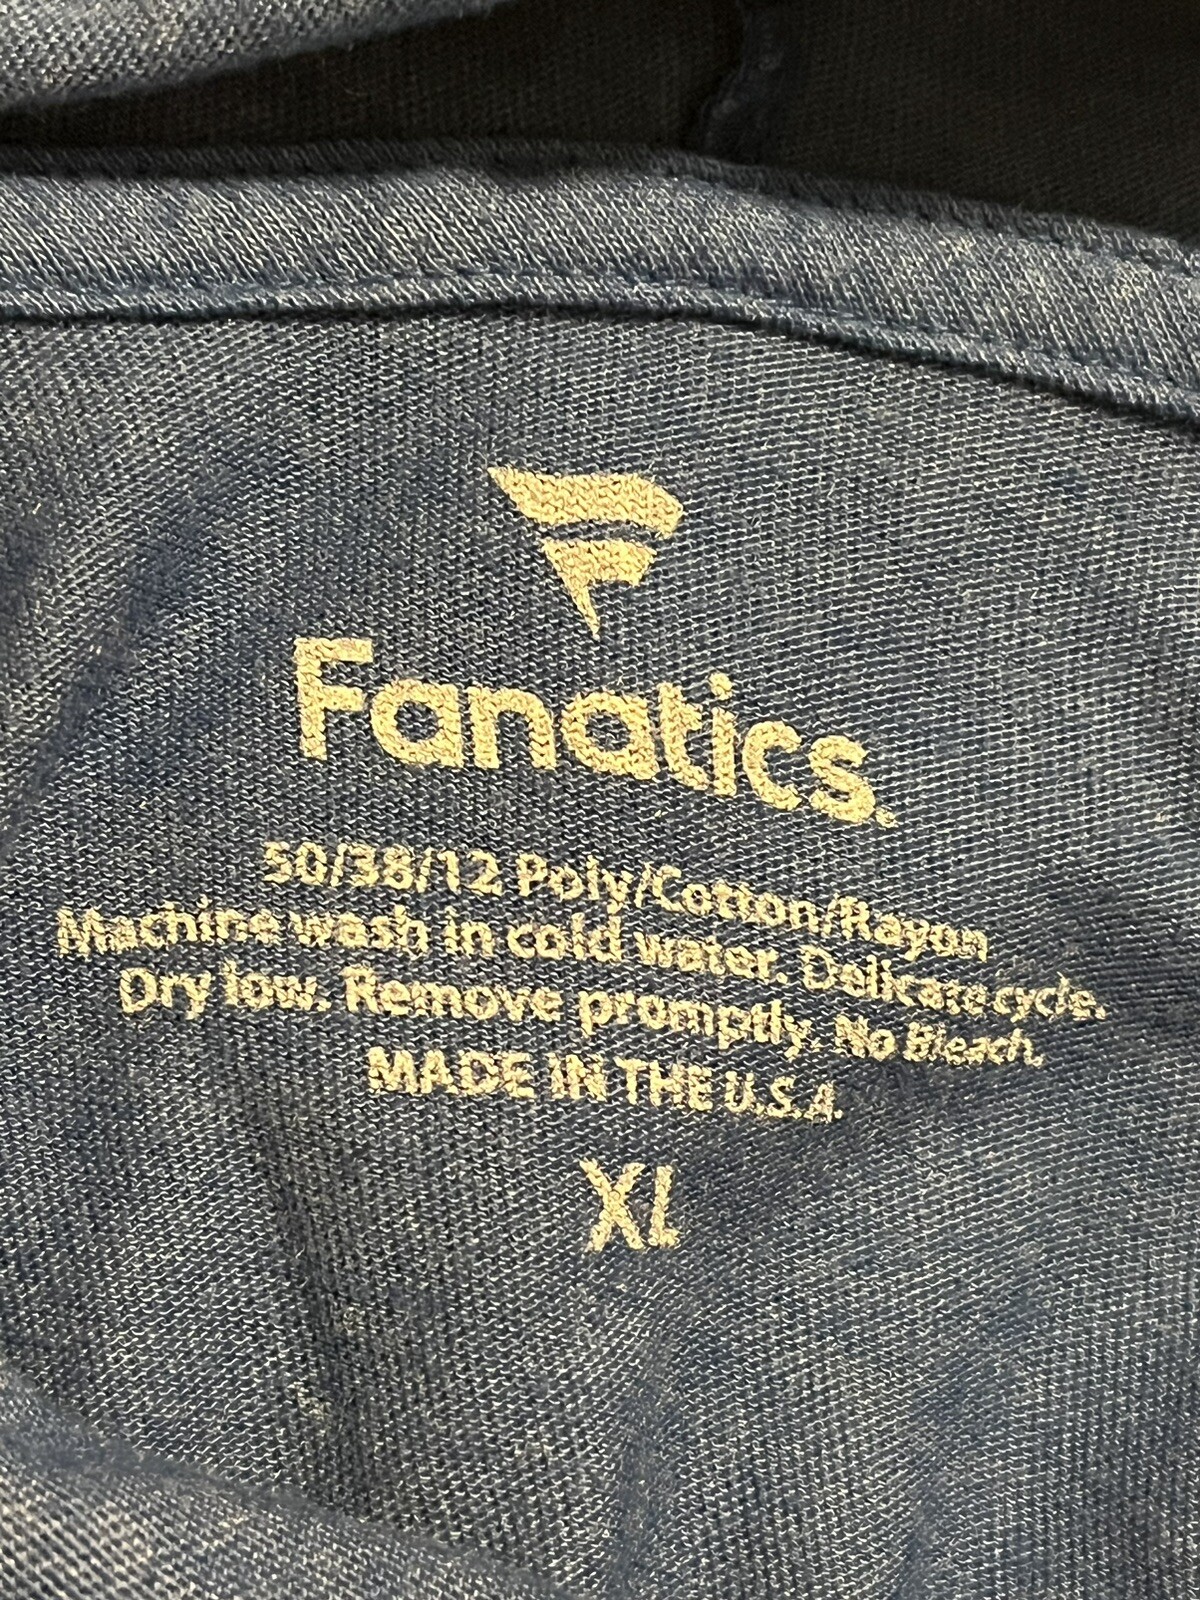 Fanatics.
50/38/12 Poly/Cotton/Rayon
Machine wash in cold water. Delicate cycle.
Dry low. Remove promptly. No Bleach.
MADE IN THE U.S.A.
XL